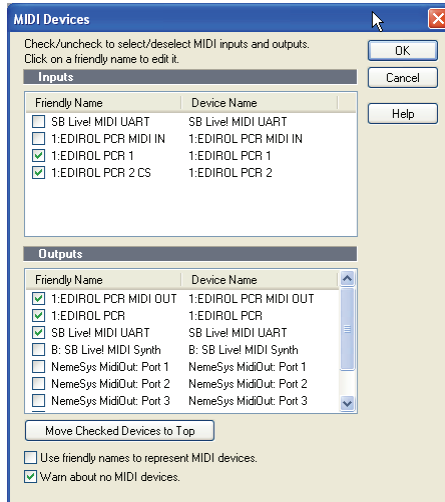 MIDI Devices
Check/uncheck to select/deselect MIDI inputs and outputs.
Click on a friendly name to edit it.
OK
Cancel
Help
Inputs
Friendly Name Device Name
SB Live! MIDI UART SB Live! MIDI UART
1:EDIROL PCR MIDI IN 1:EDIROL PCR MIDI IN
1:EDIROL PCR 1 1:EDIROL PCR 1
1:EDIROL PCR 2 CS 1:EDIROL PCR 2
Outputs
Friendly Name Device Name
1:EDIROL PCR MIDI OUT 1:EDIROL PCR MIDI OUT
1:EDIROL PCR 1:EDIROL PCR
SB Live! MIDI UART SB Live! MIDI UART
B: SB Live! MIDI Synth B: SB Live! MIDI Synth
NemeSys MidiOut: Port 1 NemeSys MidiOut: Port 1
NemeSys MidiOut: Port 2 NemeSys MidiOut: Port 2
NemeSys MidiOut: Port 3 NemeSys MidiOut: Port 3
Move Checked Devices to Top
Use friendly names to represent MIDI devices.
Warn about no MIDI devices.